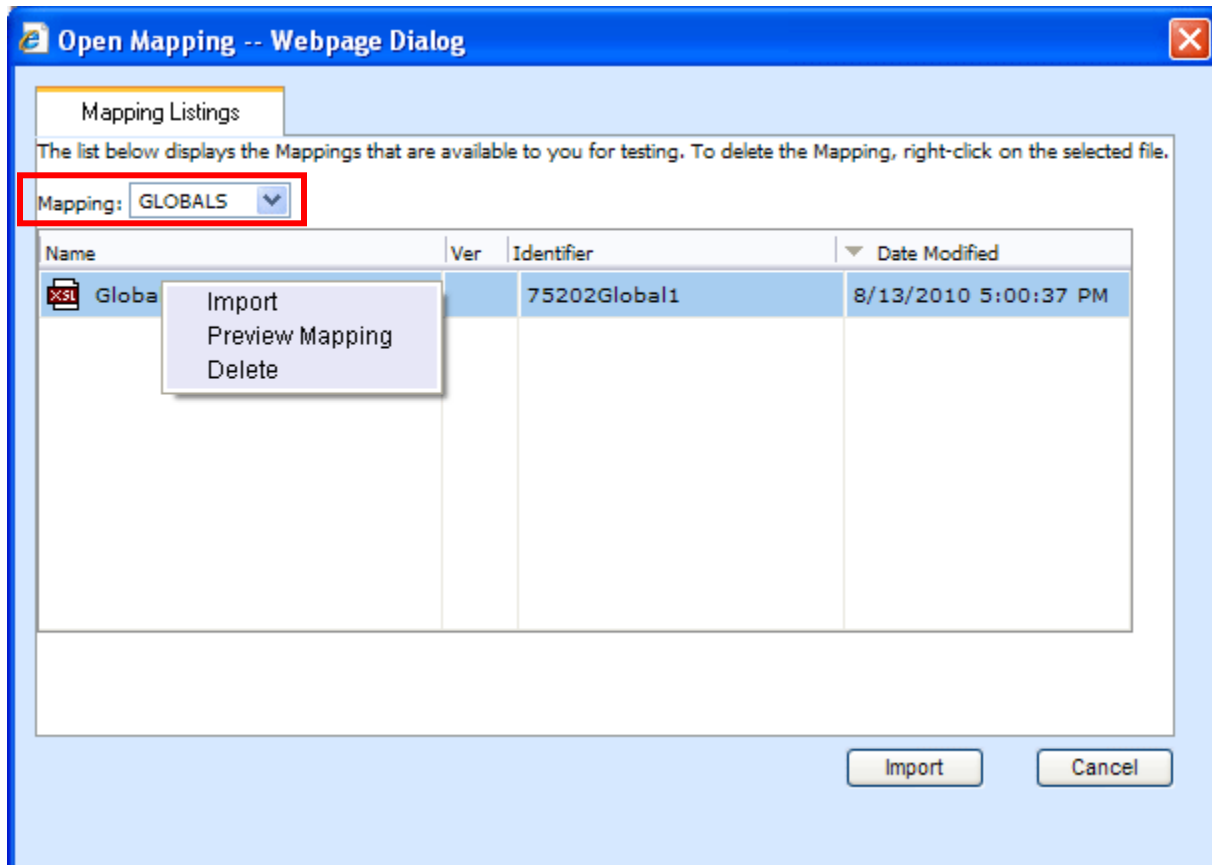 Open Mapping -- Webpage Dialog
Mapping Listings
The list below displays the Mappings that are available to you for testing. To delete the Mapping, right-click on the selected file.
Mapping: GLOBALS
Name Ver Identifier Date Modified
XSL Globa 75202Global1 8/13/2010 5:00:37 PM
Import
Preview Mapping
Delete
Import Cancel